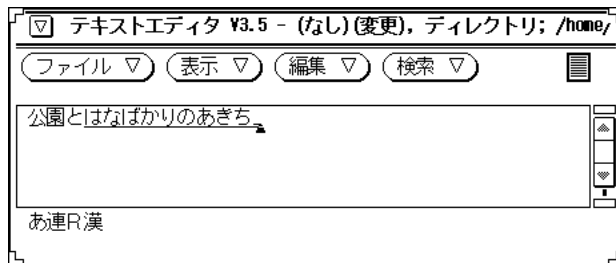 テキストエディタ V3.5 - (なし)(変更), ディレクトリ; /home/
ファイル 表示 編集 検索
公園とはなばかりのあきち
あ連R漢